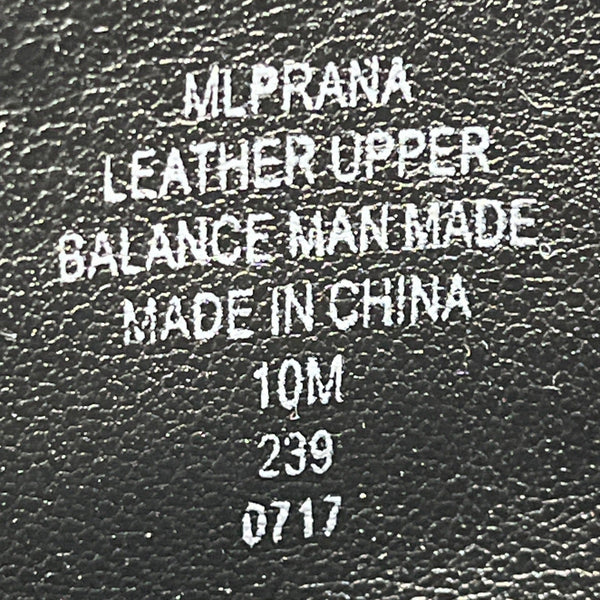 MLPRANA
LEATHER UPPER
BALANCE MAN MADE.
MADE IN CHINA
10M
239
0717